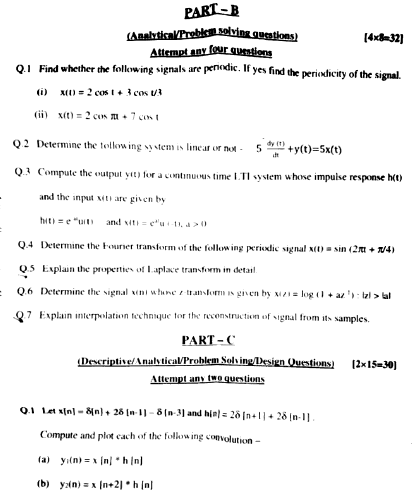 PART – B
(Analytical/Problem solving questions) [4x8=32]
Attempt any four questions
Q.1 Find whether the following signals are periodic. If yes find the periodicity of the signal.
(i) x(t) = 2 cos t + 3 cos t/3
(ii) x(t) = 2 cos πt + 7 cos t
Q.2 Determine the following system is linear or not - 5 dy(t)/dt + y(t)=5x(t)
Q.3 Compute the output y(t) for a continuous time LTI system whose impulse response h(t)
and the input x(t) are given by
h(t) = e⁻ᵃᵗu(t) and x(t) = eᵃᵗu(-t), a > 0
Q.4 Determine the Fourier transform of the following periodic signal x(t) = sin (2πt + π/4)
Q.5 Explain the properties of Laplace transform in detail.
Q.6 Determine the signal x(n) whose z-transform is given by x(z) = log (1 + az⁻¹) : |z| > |a|
Q.7 Explain interpolation technique for the reconstruction of signal from its samples.
PART – C
(Descriptive/Analytical/Problem Solving/Design Questions) [2x15=30]
Attempt any two questions
Q.1 Let x[n] = δ[n] + 2δ [n-1] – δ [n-3] and h[n] = 2δ [n+1] + 2δ [n-1] .
Compute and plot each of the following convolution –
(a) y₁(n) = x [n] * h [n]
(b) y₂(n) = x [n+2] * h [n]